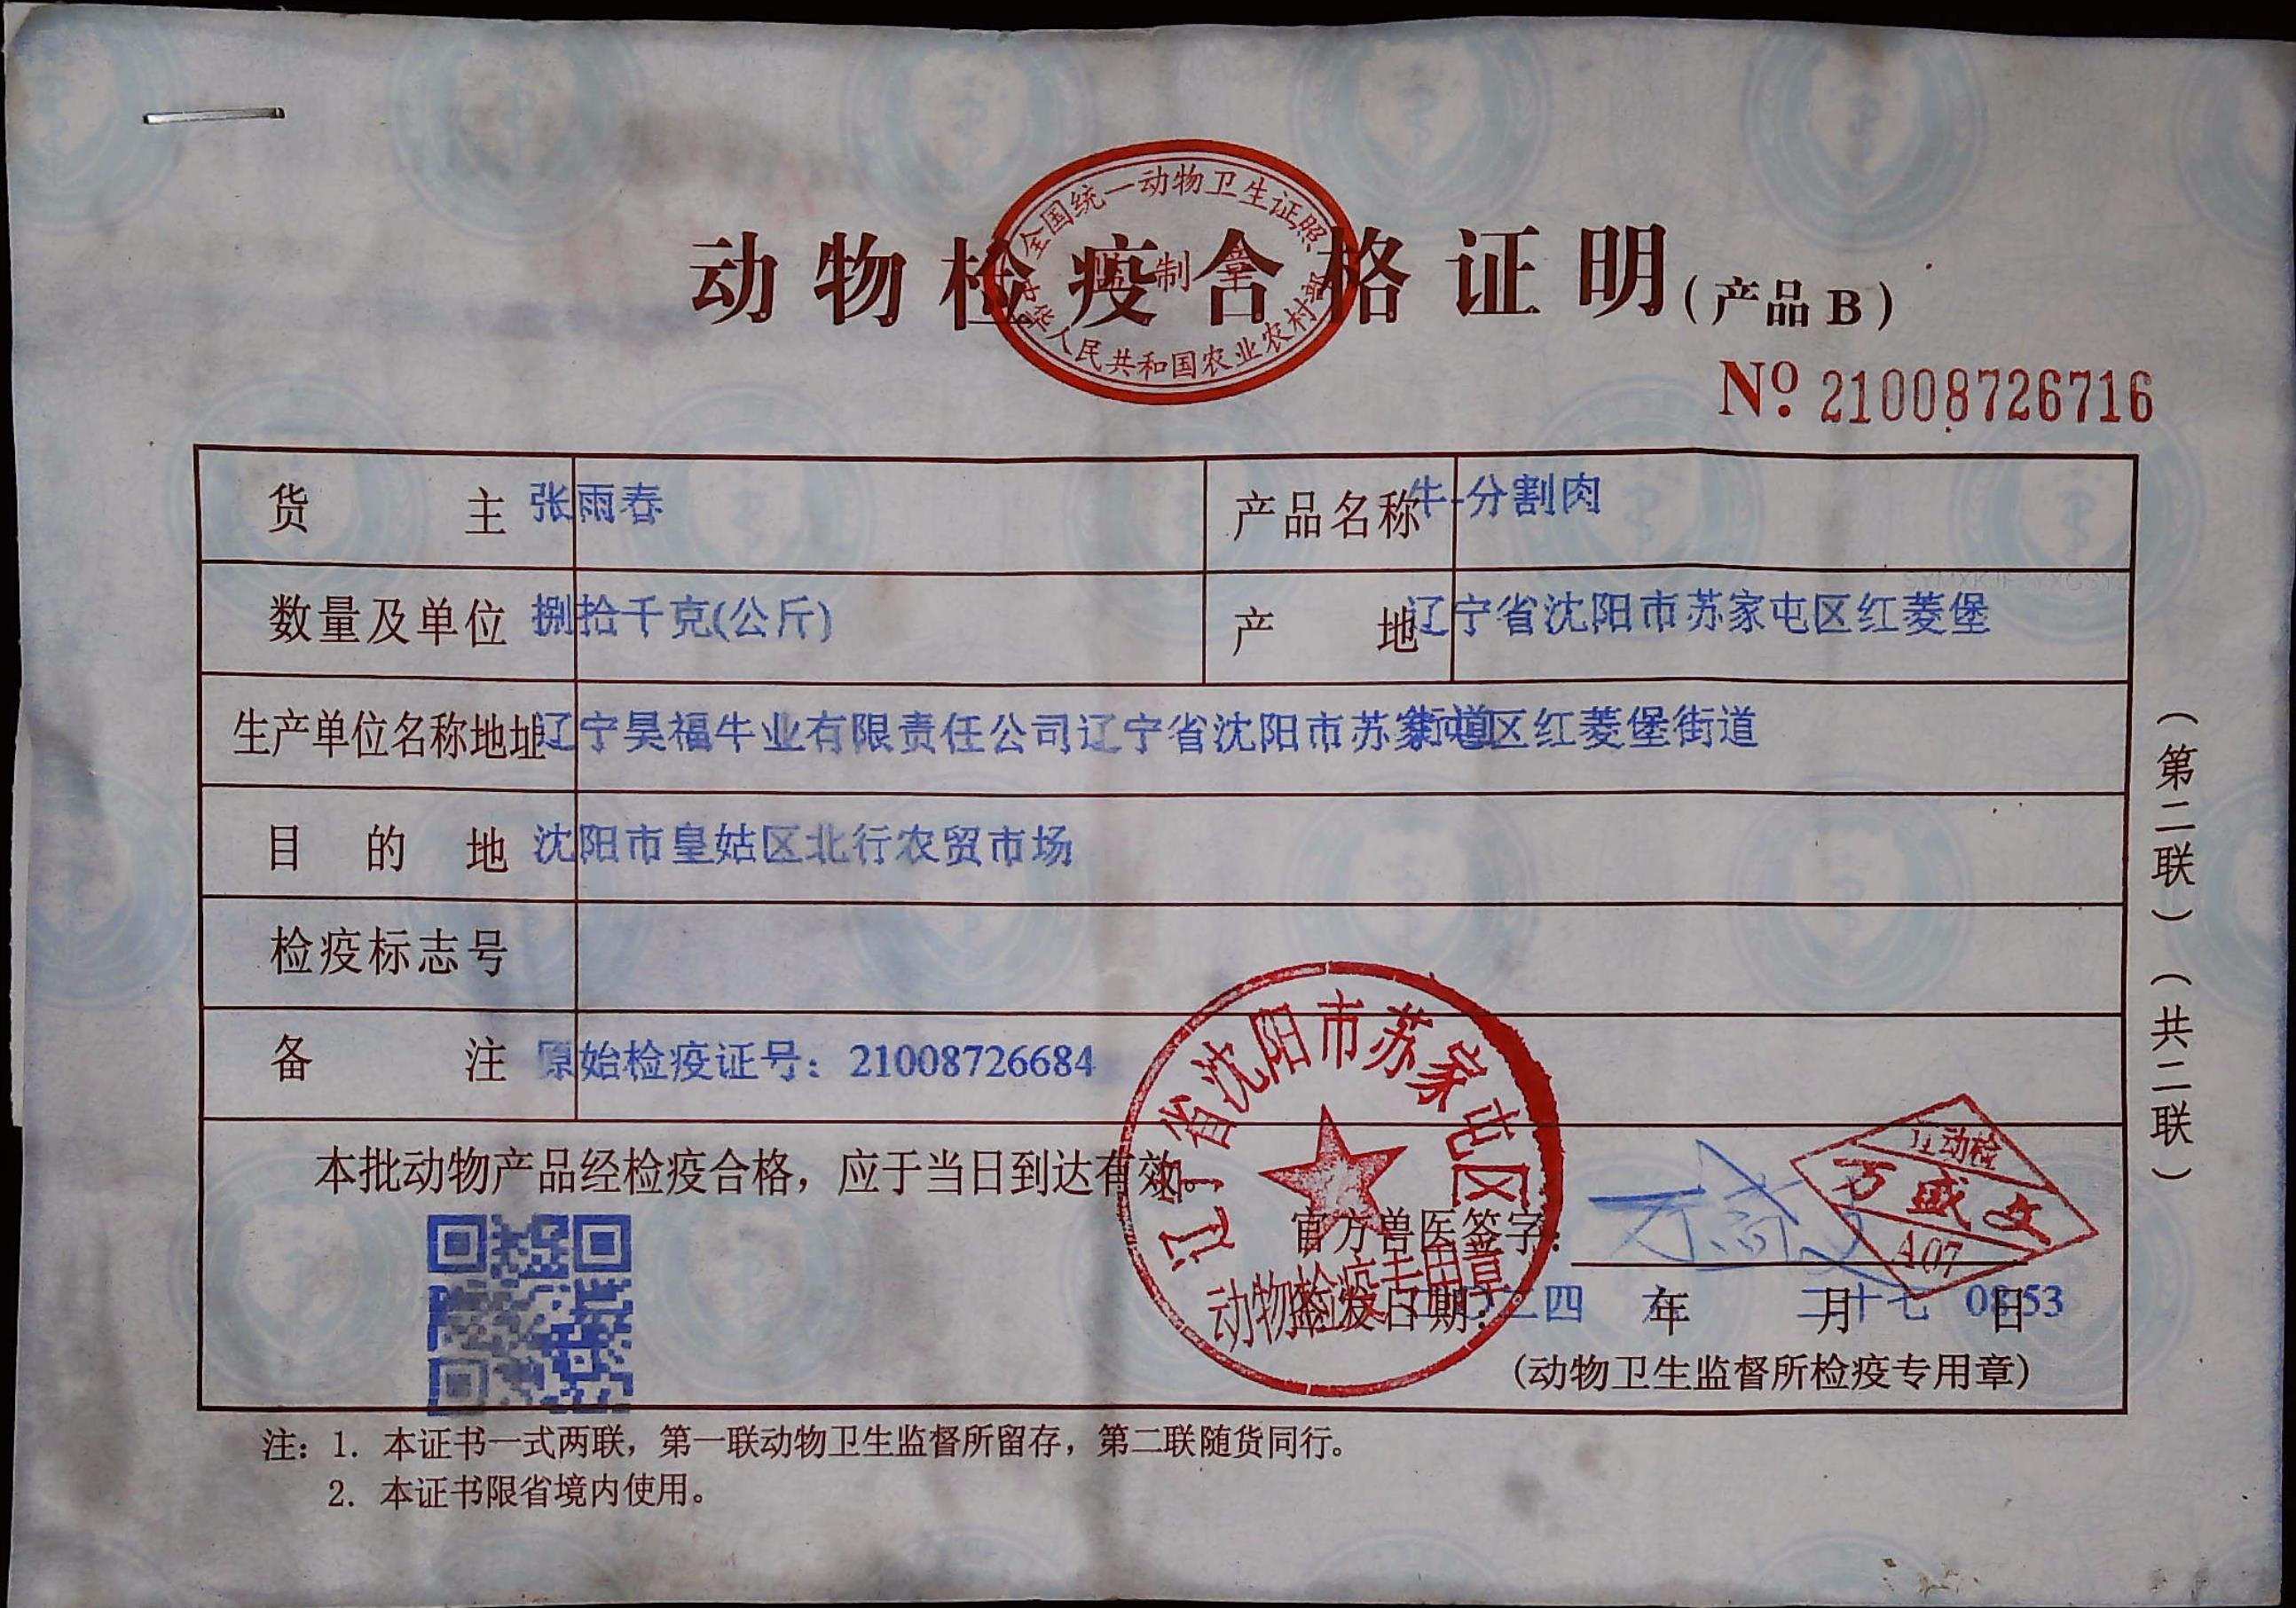 全国统一动物卫生证照
监制章
中华人民共和国农业农村部
动物检疫合格证明(产品B)
Nº 21008726716
货主 张雨春 产品名称 牛-分割肉
数量及单位 捌拾千克(公斤) 产地 辽宁省沈阳市苏家屯区红菱堡
街道
生产单位名称地址 辽宁昊福牛业有限责任公司辽宁省沈阳市苏家屯区红菱堡街道
目的地 沈阳市皇姑区北行农贸市场
检疫标志号
备注 原始检疫证号：21008726684
本批动物产品经检疫合格，应于当日到达有效。
辽宁省沈阳市苏家屯区
动物检疫专用章
官方兽医签字：
辽动检
万盛文
A07
签发日期： 二四 年 月 十七 日 08:53
(动物卫生监督所检疫专用章)
注：1. 本证书一式两联，第一联动物卫生监督所留存，第二联随货同行。
2. 本证书限省境内使用。
（第二联）（共二联）